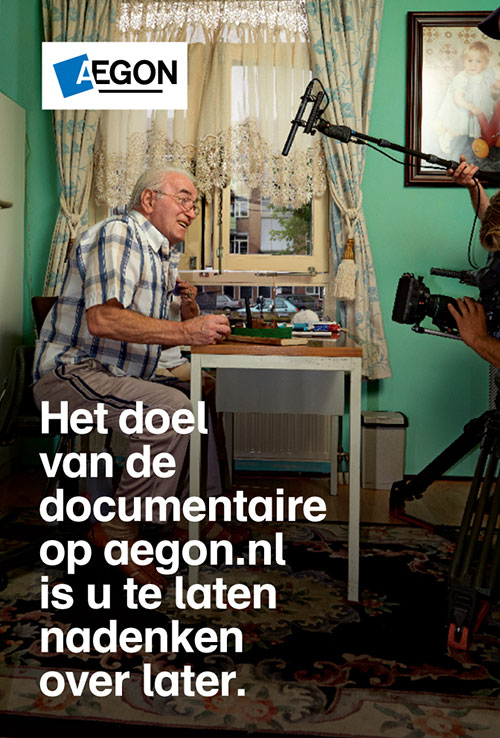 AEGON
Het doel
van de
documentaire
op aegon.nl
is u te laten
nadenken
over later.